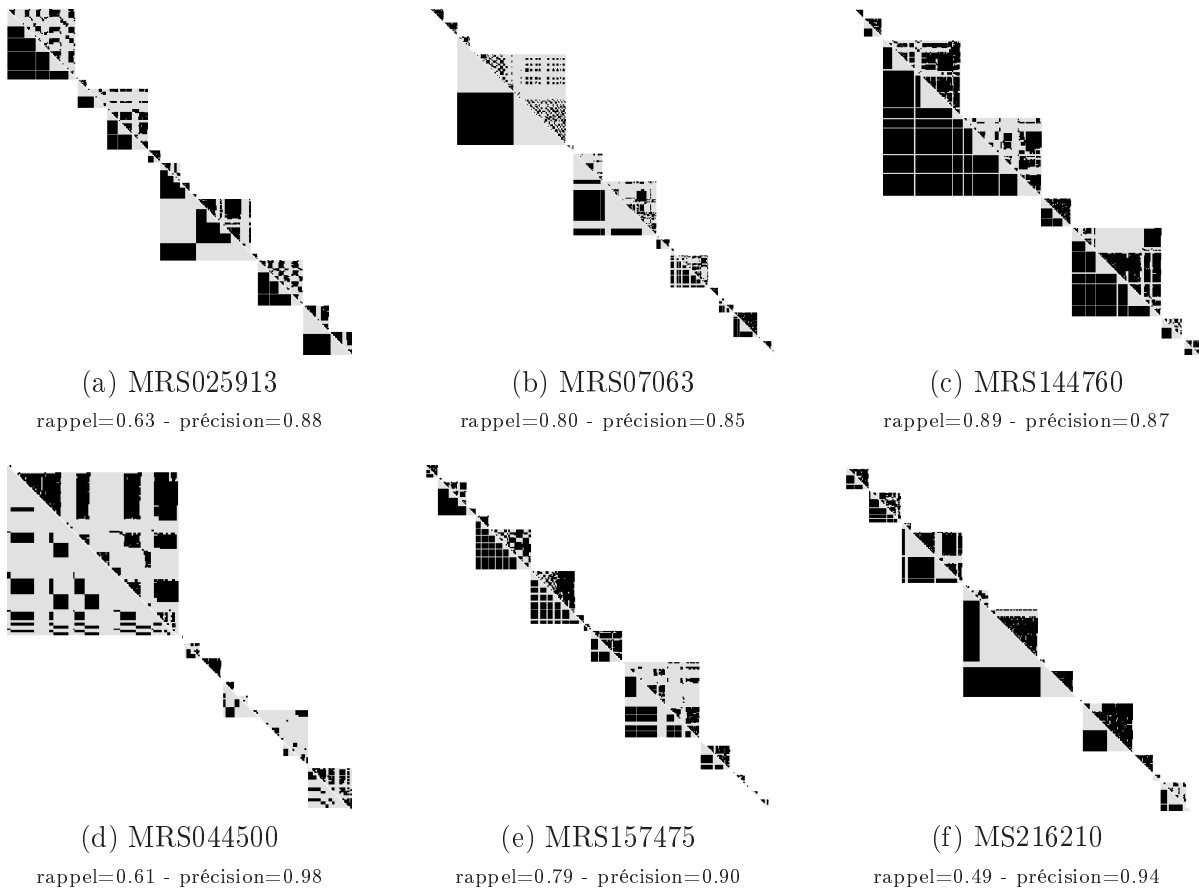 (a) MRS025913
(b) MRS07063
(c) MRS144760
rappel=0.63 - précision=0.88
rappel=0.80 - précision=0.85
rappel=0.89 - précision=0.87
(d) MRS044500
(e) MRS157475
(f) MS216210
rappel=0.61 - précision=0.98
rappel=0.79 - précision=0.90
rappel=0.49 - précision=0.94